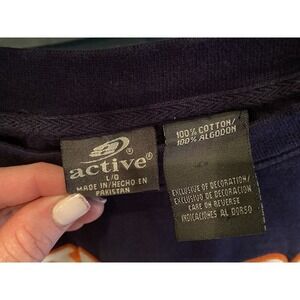 active®
L/G
MADE IN/HECHO EN
PAKISTAN
100% COTTON/
100% ALGODON
EXCLUSIVE OF DECORATION/
EXCLUSIVO DE DECORACION
CARE ON REVERSE
INDICACIONES AL DORSO